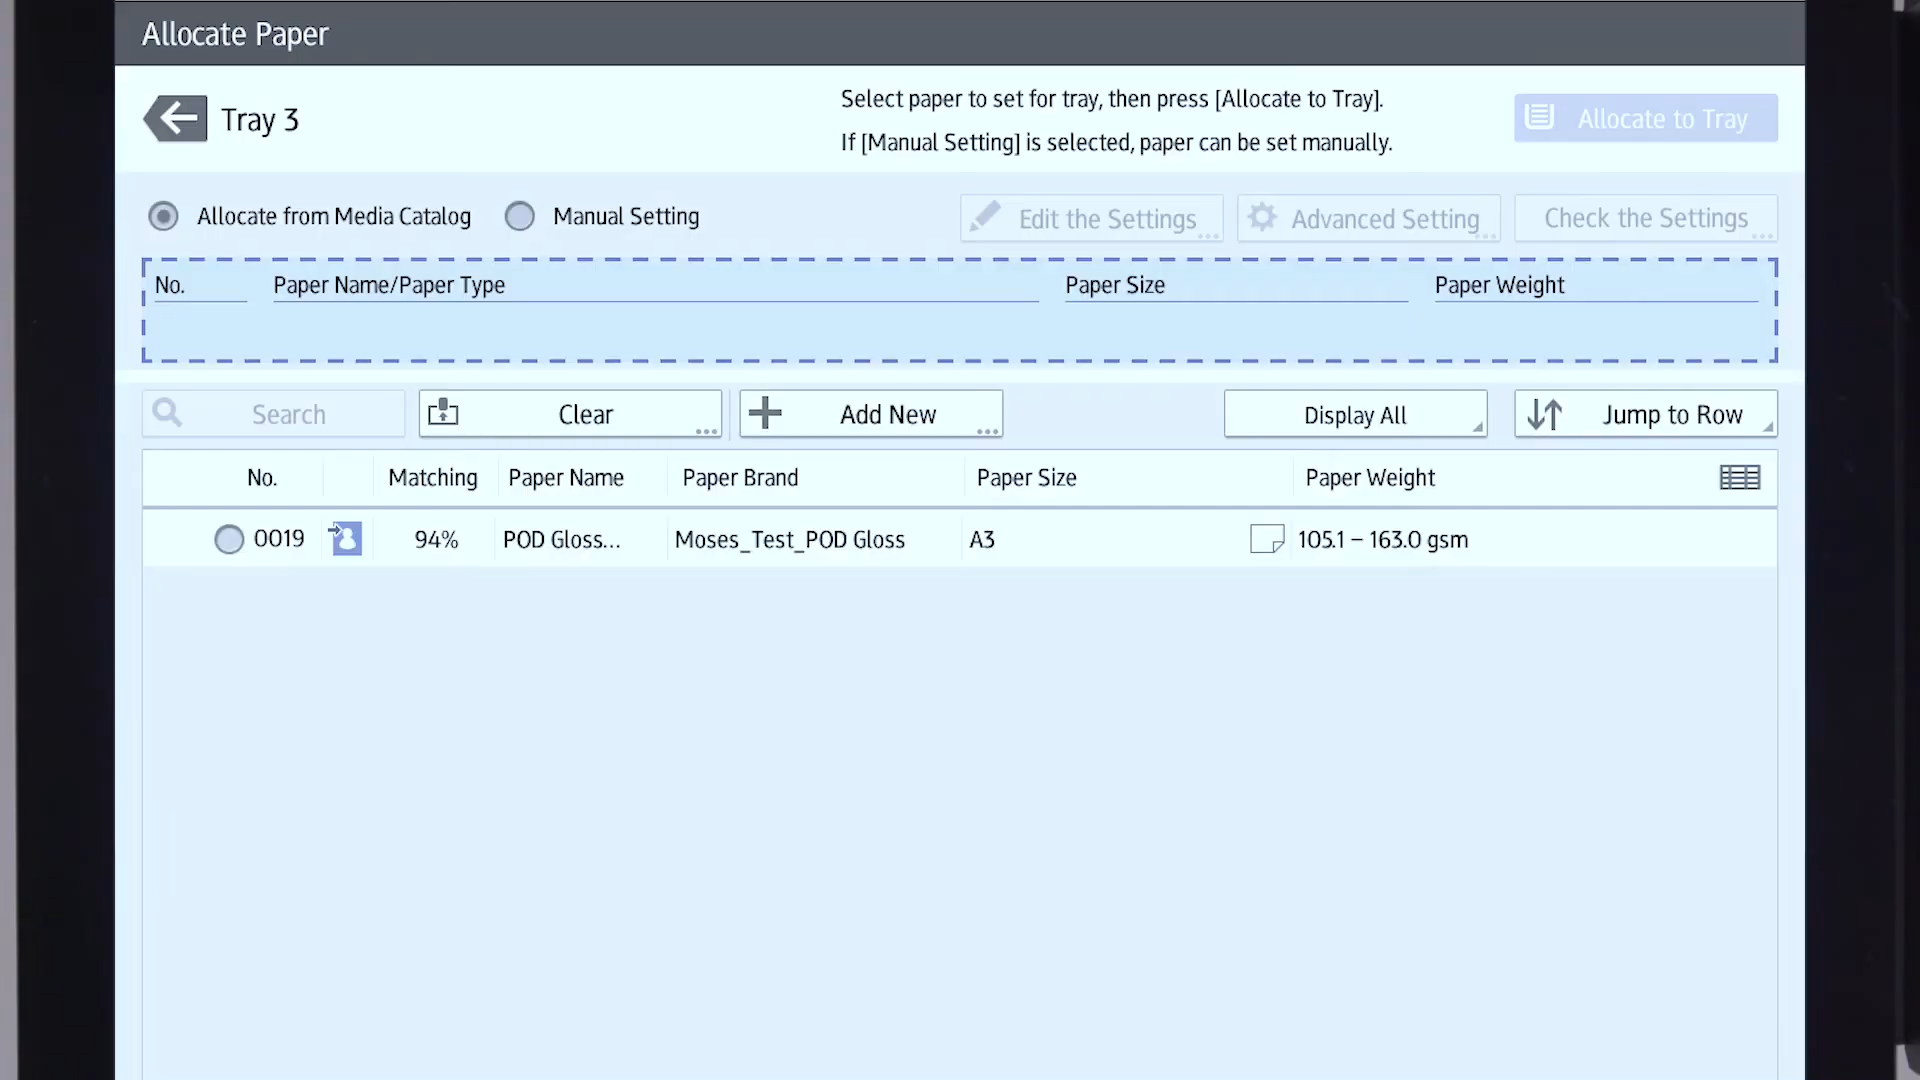 Allocate Paper
Tray 3
Select paper to set for tray, then press [Allocate to Tray].
If [Manual Setting] is selected, paper can be set manually.
Allocate to Tray
Allocate from Media Catalog
Manual Setting
Edit the Settings
Advanced Setting
Check the Settings
No. Paper Name/Paper Type Paper Size Paper Weight
Search
Clear
Add New
Display All
Jump to Row
No. Matching Paper Name Paper Brand Paper Size Paper Weight
0019 94% POD Gloss... Moses_Test_POD Gloss A3 105.1 – 163.0 gsm